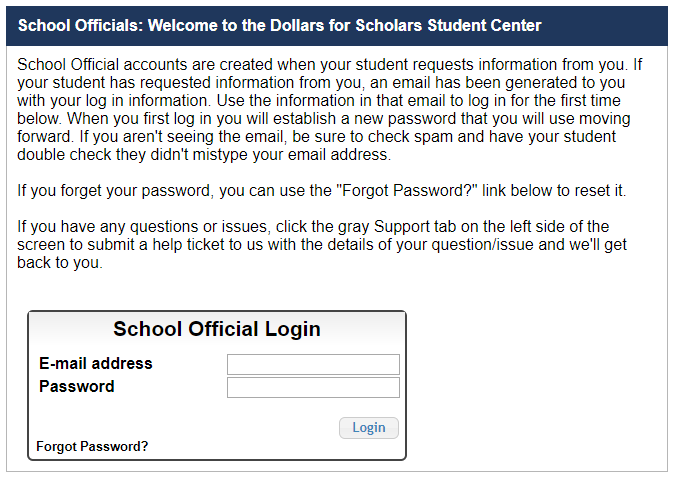 School Officials: Welcome to the Dollars for Scholars Student Center
School Official accounts are created when your student requests information from you. If
your student has requested information from you, an email has been generated to you
with your log in information. Use the information in that email to log in for the first time
below. When you first log in you will establish a new password that you will use moving
forward. If you aren't seeing the email, be sure to check spam and have your student
double check they didn't mistype your email address.
If you forget your password, you can use the "Forgot Password?" link below to reset it.
If you have any questions or issues, click the gray Support tab on the left side of the
screen to submit a help ticket to us with the details of your question/issue and we'll get
back to you.
School Official Login
E-mail address
Password
Login
Forgot Password?